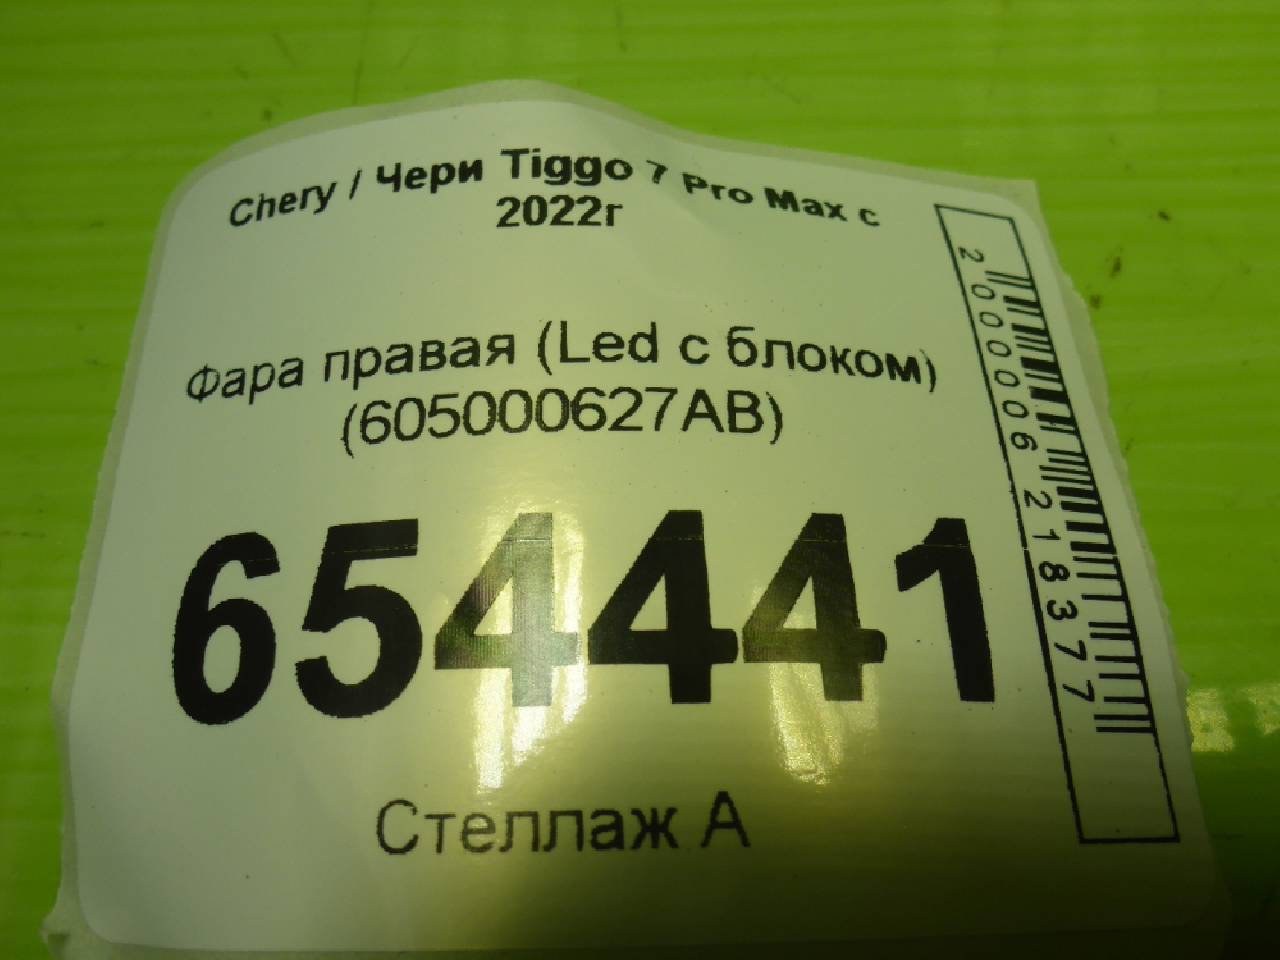 Chery / Чери Tiggo 7 Pro Max с
2022г
Фара правая (Led с блоком)
(605000627AB)
654441
Стеллаж А
2000006218377